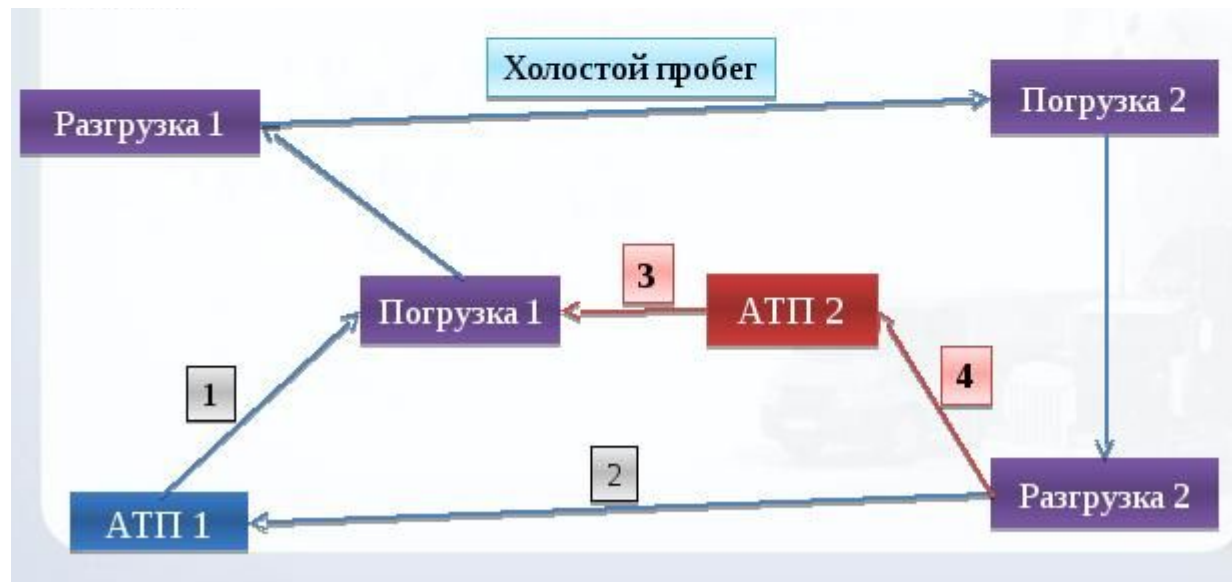 Холостой пробег
Погрузка 2
Разгрузка 1
3
Погрузка 1
АТП 2
1
4
2
Разгрузка 2
АТП 1